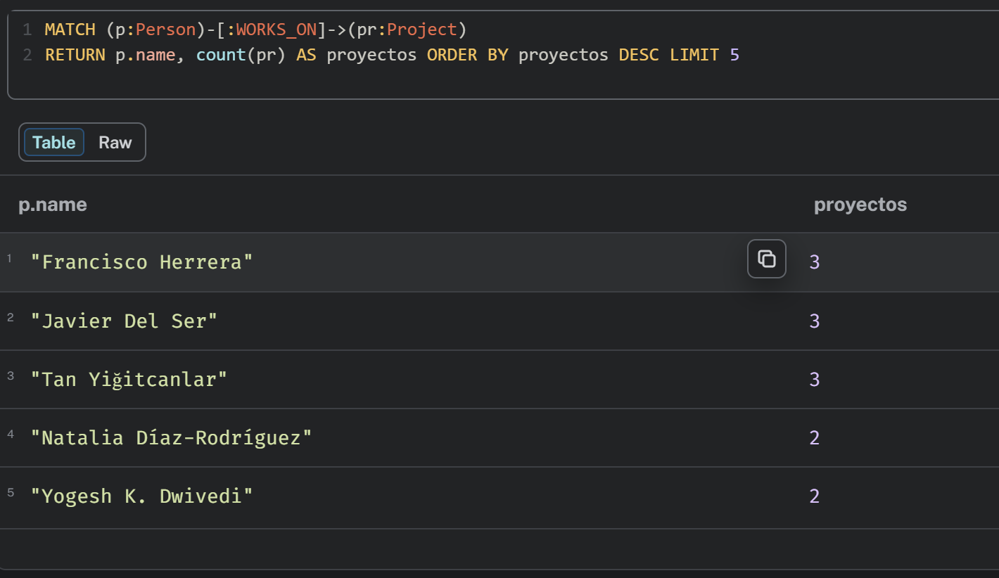 1 MATCH (p:Person)-[:WORKS_ON]->(pr:Project)
2 RETURN p.name, count(pr) AS proyectos ORDER BY proyectos DESC LIMIT 5
Table Raw
p.name proyectos
1 "Francisco Herrera" 3
2 "Javier Del Ser" 3
3 "Tan Yiğitcanlar" 3
4 "Natalia Díaz-Rodríguez" 2
5 "Yogesh K. Dwivedi" 2